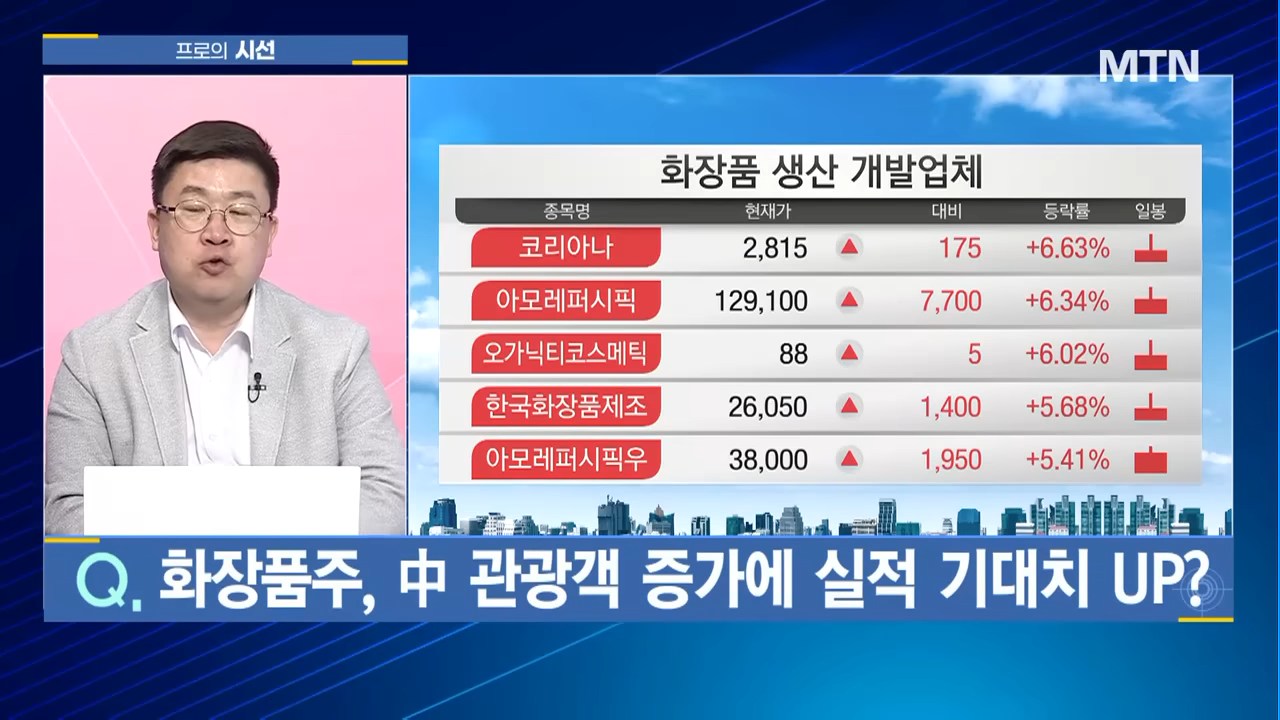 프로의 시선
MTN
화장품 생산 개발업체
종목명 현재가 대비 등락률 일봉
코리아나 2,815 ▲ 175 +6.63%
아모레퍼시픽 129,100 ▲ 7,700 +6.34%
오가닉티코스메틱 88 ▲ 5 +6.02%
한국화장품제조 26,050 ▲ 1,400 +5.68%
아모레퍼시픽우 38,000 ▲ 1,950 +5.41%
Q. 화장품주, 中 관광객 증가에 실적 기대치 UP?